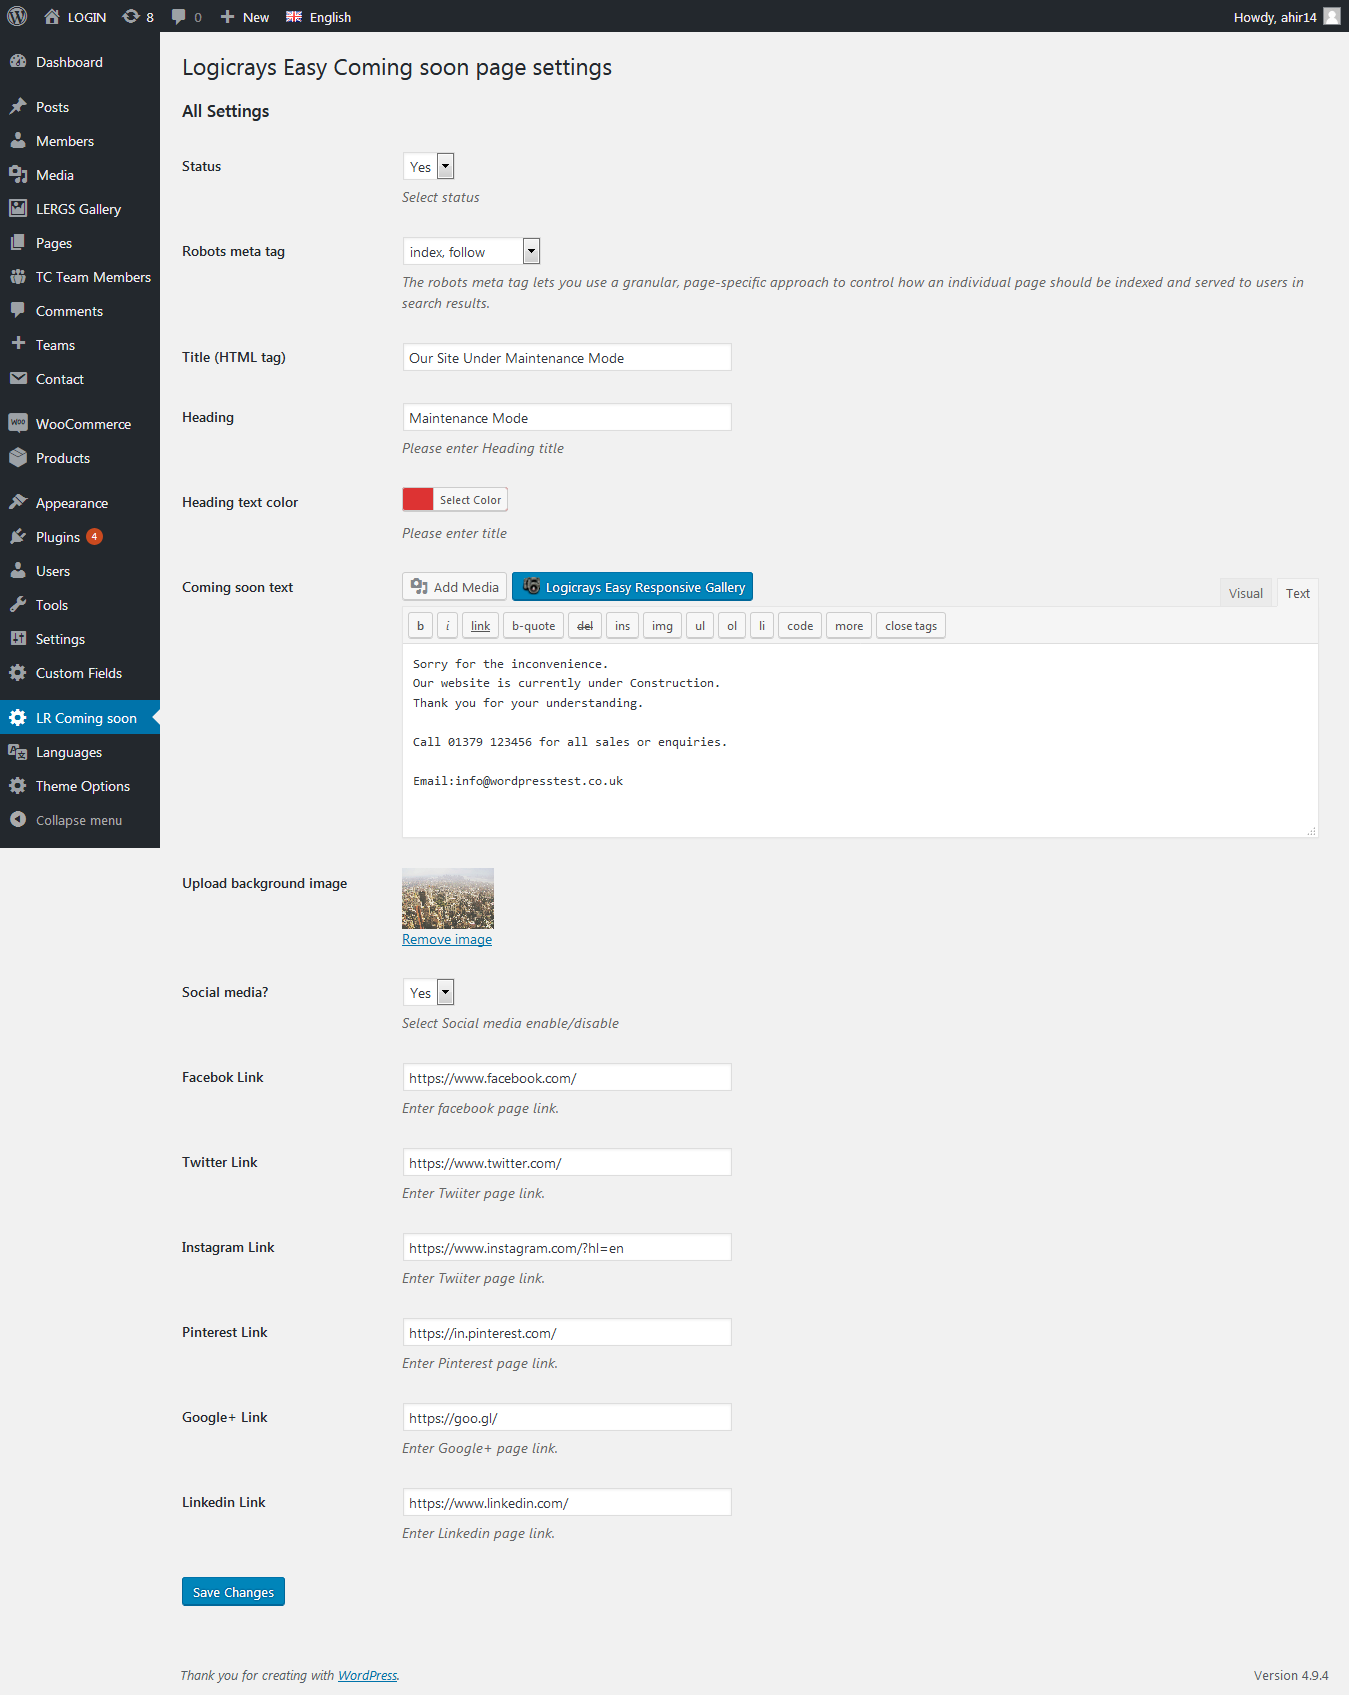 LOGIN 8 0 New English Howdy, ahir14
Dashboard
Posts
Members
Media
LERGS Gallery
Pages
TC Team Members
Comments
Teams
Contact
WooCommerce
Products
Appearance
Plugins 4
Users
Tools
Settings
Custom Fields
LR Coming soon
Languages
Theme Options
Collapse menu
Logicrays Easy Coming soon page settings
All Settings
Status Yes
Select status
Robots meta tag index, follow
The robots meta tag lets you use a granular, page-specific approach to control how an individual page should be indexed and served to users in
search results.
Title (HTML tag) Our Site Under Maintenance Mode
Heading Maintenance Mode
Please enter Heading title
Heading text color Select Color
Please enter title
Coming soon text Add Media Logicrays Easy Responsive Gallery Visual Text
b i link b-quote del ins img ul ol li code more close tags
Sorry for the inconvenience.
Our website is currently under Construction.
Thank you for your understanding.
Call 01379 123456 for all sales or enquiries.
Email:info@wordpresstest.co.uk
Upload background image
Remove image
Social media? Yes
Select Social media enable/disable
Facebok Link https://www.facebook.com/
Enter facebook page link.
Twitter Link https://www.twitter.com/
Enter Twiiter page link.
Instagram Link https://www.instagram.com/?hl=en
Enter Twiiter page link.
Pinterest Link https://in.pinterest.com/
Enter Pinterest page link.
Google+ Link https://goo.gl/
Enter Google+ page link.
Linkedin Link https://www.linkedin.com/
Enter Linkedin page link.
Save Changes
Thank you for creating with WordPress. Version 4.9.4